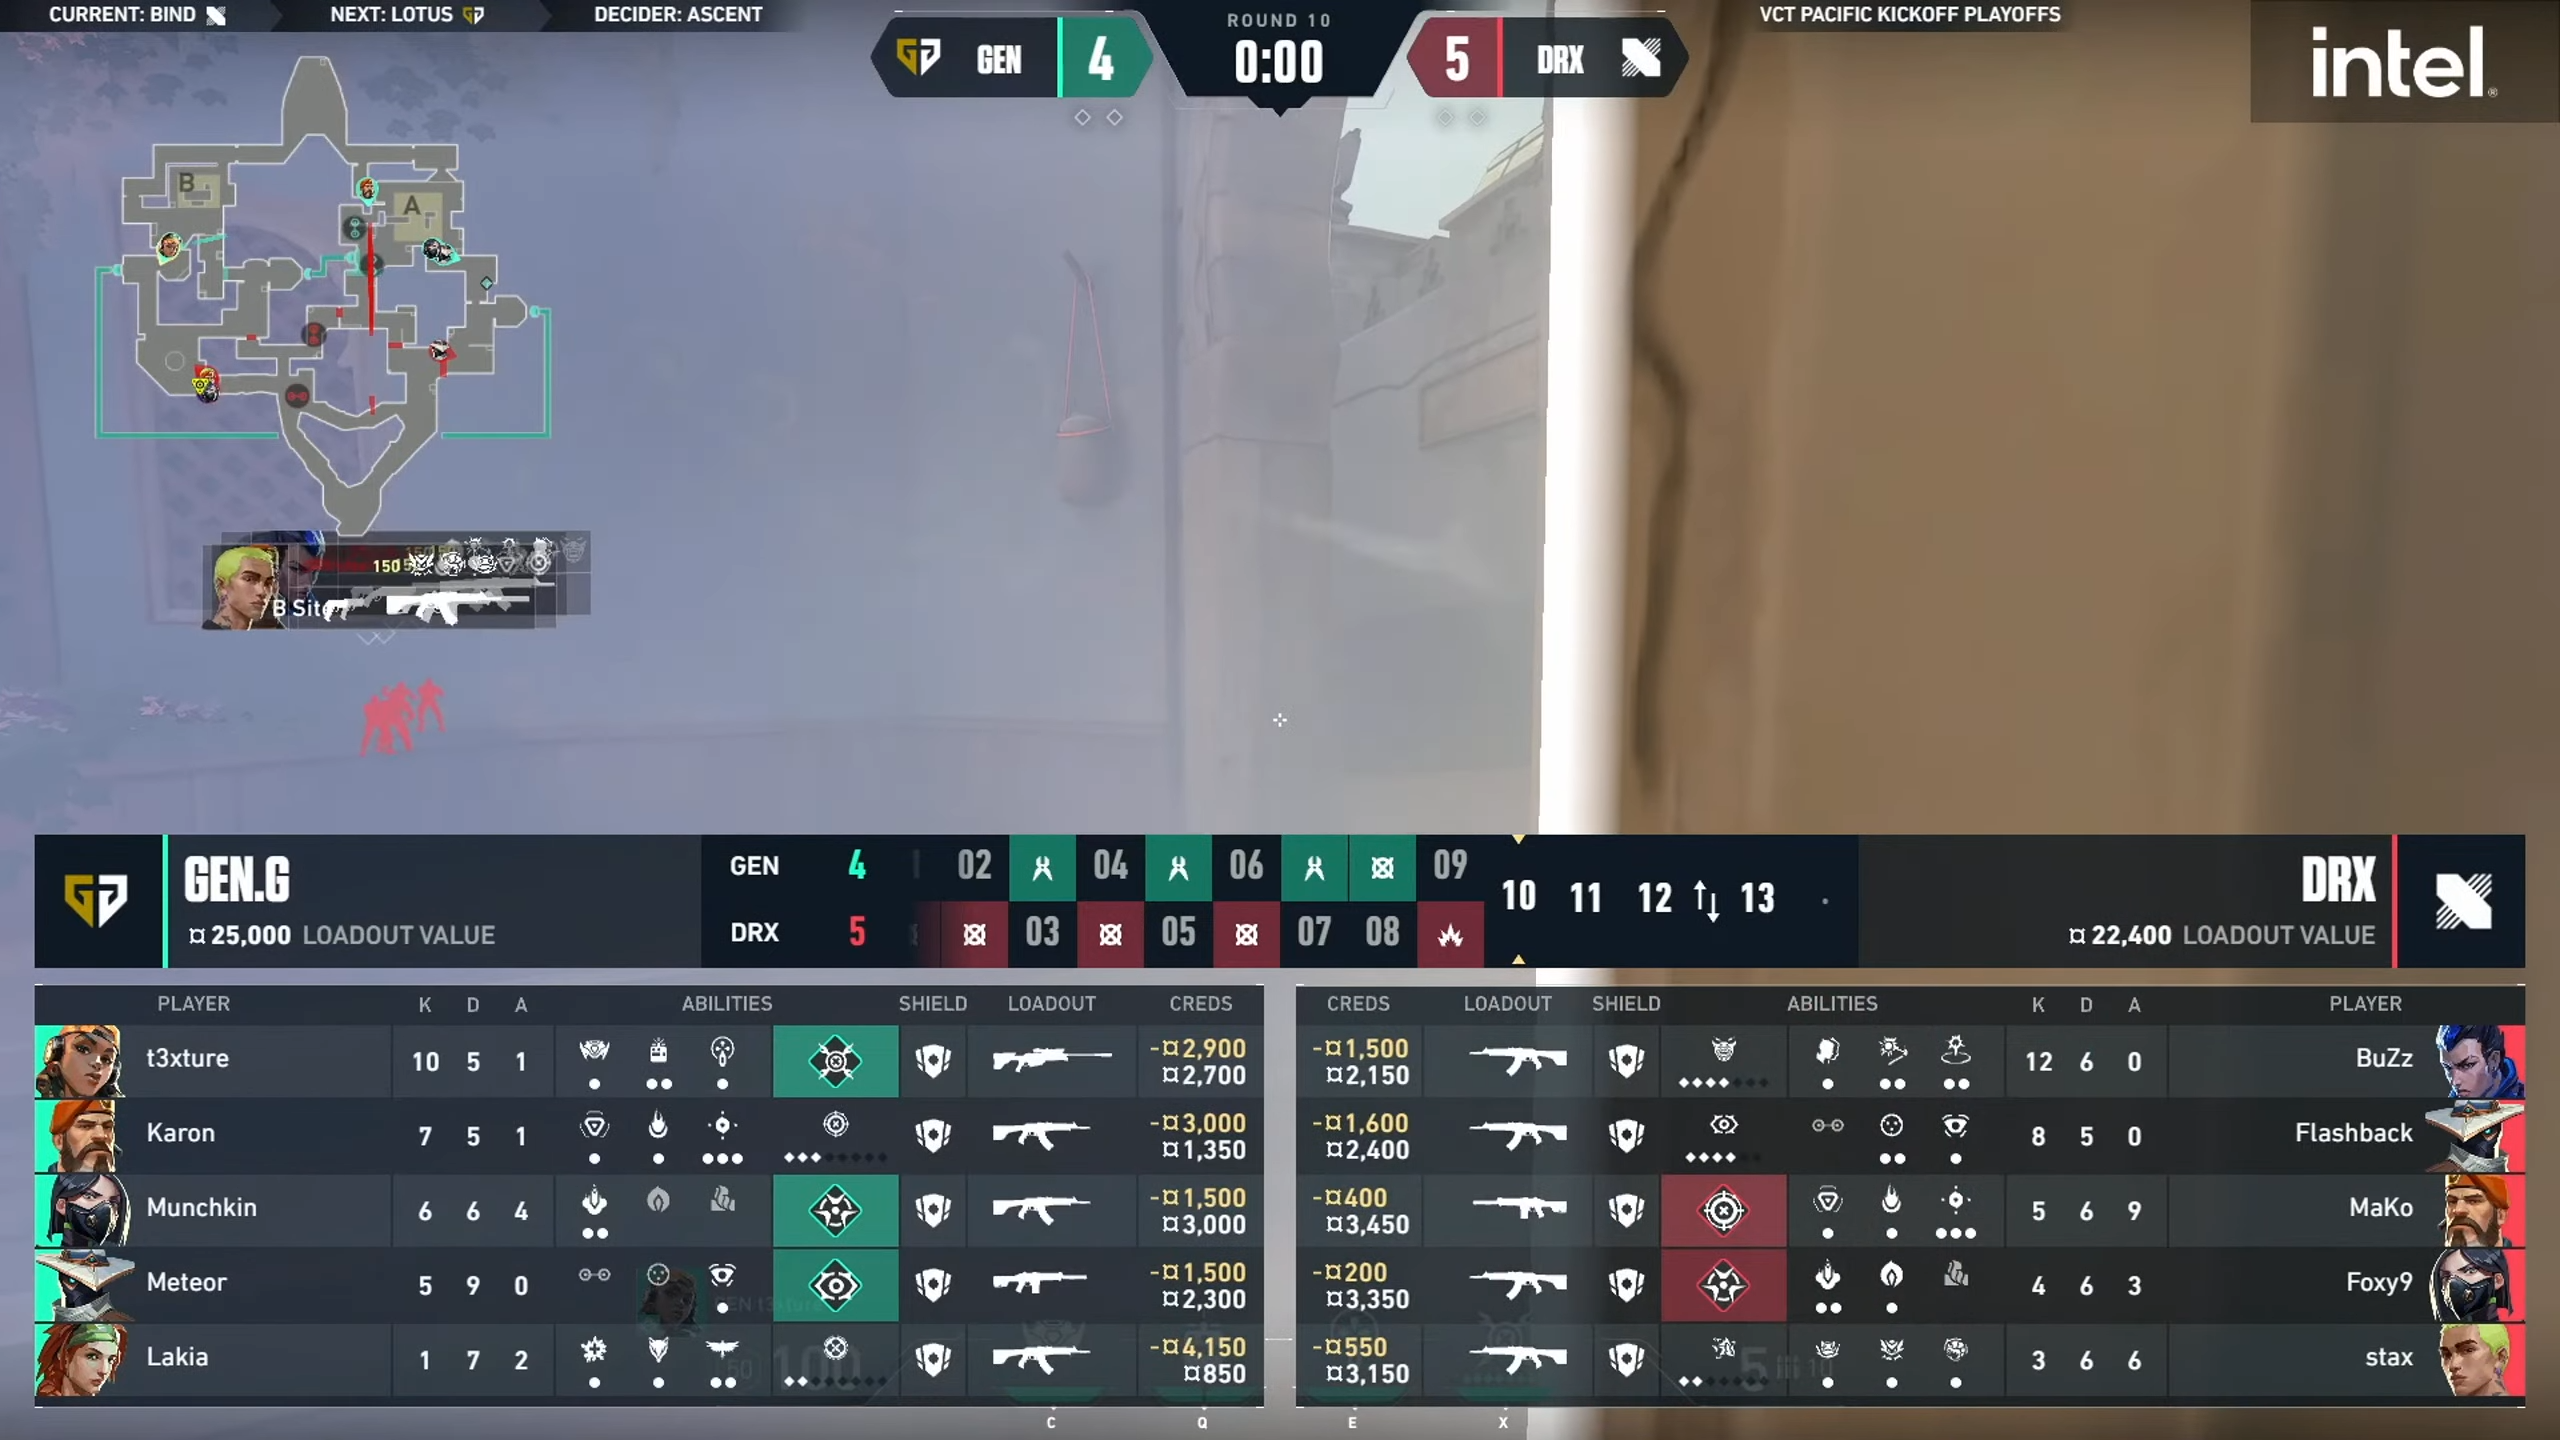 CURRENT: BIND
NEXT: LOTUS
DECIDER: ASCENT
GEN 4
ROUND 10
0:00
5 DRX
VCT PACIFIC KICKOFF PLAYOFFS
intel
B
A
150
B Site
GEN.G
25,000 LOADOUT VALUE
GEN 4 02 04 06 09
DRX 5 03 05 07 08
10 11 12 13
DRX
22,400 LOADOUT VALUE
PLAYER K D A ABILITIES SHIELD LOADOUT CREDS
t3xture 10 5 1 -2,900 2,700
Karon 7 5 1 -3,000 1,350
Munchkin 6 6 4 -1,500 3,000
Meteor 5 9 0 -1,500 2,300
Lakia 1 7 2 -4,150 850
CREDS LOADOUT SHIELD ABILITIES K D A PLAYER
-1,500 2,150 12 6 0 BuZz
-1,600 2,400 8 5 0 Flashback
-400 3,450 5 6 9 MaKo
-200 3,350 4 6 3 Foxy9
-550 3,150 3 6 6 stax
100
C Q E X